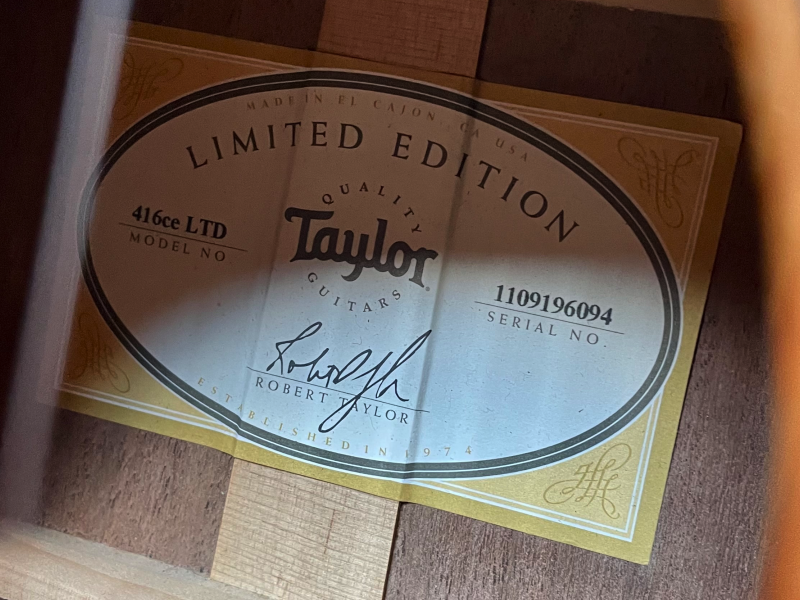 MADE IN EL CAJON, CA USA
LIMITED EDITION
416ce LTD
MODEL NO
QUALITY
Taylor
GUITARS
1109196094
SERIAL NO.
ROBERT TAYLOR
ESTABLISHED IN 1974